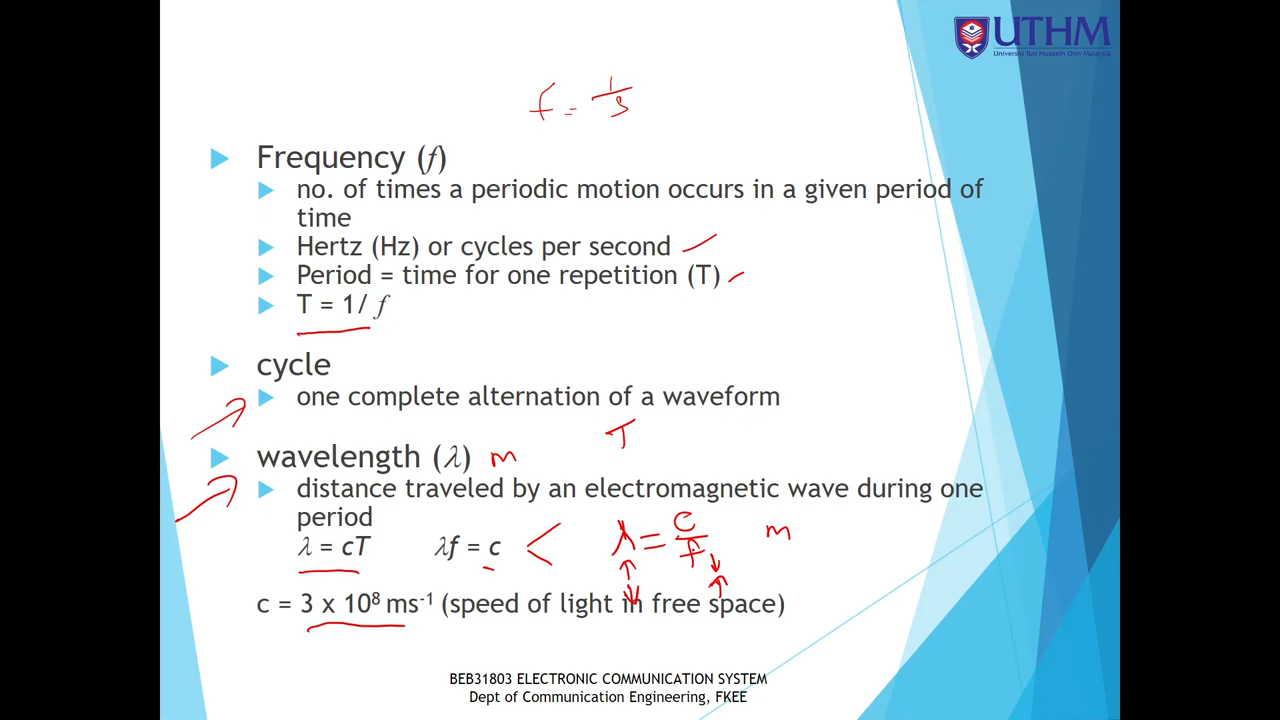 UTHM
Universiti Tun Hussein Onn Malaysia
f = 1/s
Frequency (f)
no. of times a periodic motion occurs in a given period of
time
Hertz (Hz) or cycles per second
Period = time for one repetition (T)
T = 1/ f
cycle
one complete alternation of a waveform
T
wavelength (λ) m
distance traveled by an electromagnetic wave during one
period
λ = cT λf = c < λ = c/f m
c = 3 x 10⁸ ms⁻¹ (speed of light in free space)
BEB31803 ELECTRONIC COMMUNICATION SYSTEM
Dept of Communication Engineering, FKEE